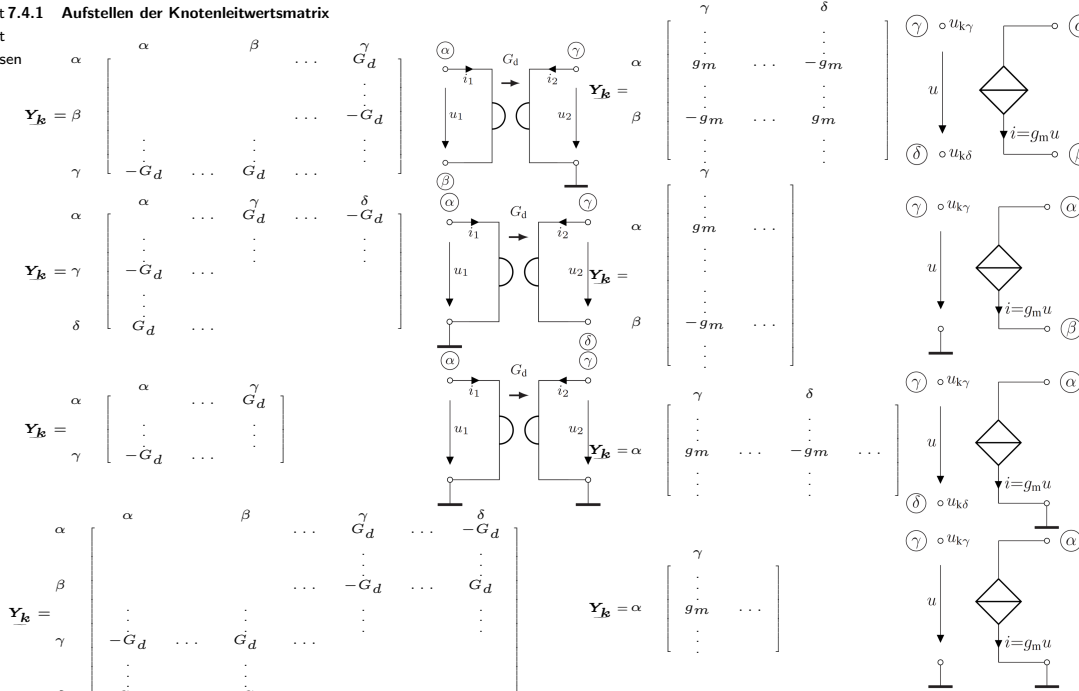 t 7.4.1 Aufstellen der Knotenleitwertsmatrix
t
sen
α β γ
α … G_d
⋮
Y_k = β … −G_d
⋮ ⋮
γ −G_d … G_d …
α γ δ
α … G_d … −G_d
⋮ ⋮ ⋮
Y_k = γ −G_d …
⋮
δ G_d …
α γ
α … G_d
Y_k = ⋮ ⋮
γ −G_d …
α β γ δ
α … G_d … −G_d
⋮ ⋮
β … −G_d … G_d
Y_k =
⋮ ⋮ ⋮ ⋮
γ −G_d … G_d …
⋮ ⋮
α G_d γ
i_1 i_2
u_1 u_2
β
α G_d γ
i_1 i_2
u_1 u_2
δ
α G_d γ
i_1 i_2
u_1 u_2
γ δ
⋮ ⋮
α g_m … −g_m
Y_k = ⋮ ⋮
β −g_m … g_m
⋮ ⋮
γ
⋮
α g_m …
⋮
Y_k =
⋮
β −g_m …
⋮
γ δ
⋮ ⋮
Y_k = α g_m … −g_m …
⋮ ⋮
γ
⋮
Y_k = α g_m …
⋮
γ u_kγ α
u
i=g_m u
δ u_kδ β
γ u_kγ α
u
i=g_m u
β
γ u_kγ α
u
i=g_m u
δ u_kδ
γ u_kγ α
u
i=g_m u